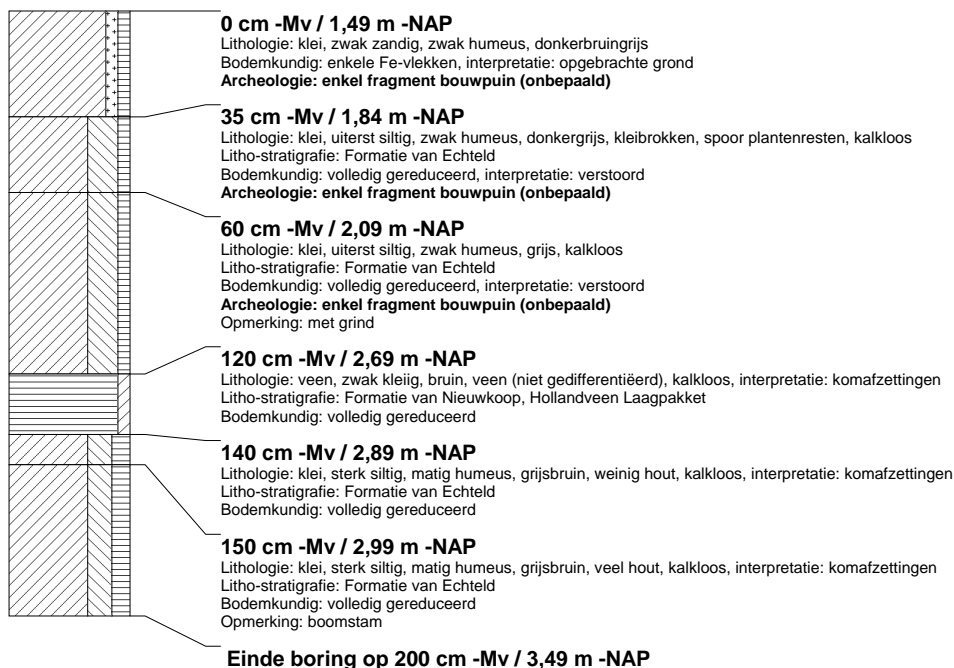 0 cm -Mv / 1,49 m -NAP
Lithologie: klei, zwak zandig, zwak humeus, donkerbruingrijs
Bodemkundig: enkele Fe-vlekken, interpretatie: opgebrachte grond
Archeologie: enkel fragment bouwpuin (onbepaald)
35 cm -Mv / 1,84 m -NAP
Lithologie: klei, uiterst siltig, zwak humeus, donkergrijs, kleibrokken, spoor plantenresten, kalkloos
Litho-stratigrafie: Formatie van Echteld
Bodemkundig: volledig gereduceerd, interpretatie: verstoord
Archeologie: enkel fragment bouwpuin (onbepaald)
60 cm -Mv / 2,09 m -NAP
Lithologie: klei, uiterst siltig, zwak humeus, grijs, kalkloos
Litho-stratigrafie: Formatie van Echteld
Bodemkundig: volledig gereduceerd, interpretatie: verstoord
Archeologie: enkel fragment bouwpuin (onbepaald)
Opmerking: met grind
120 cm -Mv / 2,69 m -NAP
Lithologie: veen, zwak kleiig, bruin, veen (niet gedifferentiëerd), kalkloos, interpretatie: komafzettingen
Litho-stratigrafie: Formatie van Nieuwkoop, Hollandveen Laagpakket
Bodemkundig: volledig gereduceerd
140 cm -Mv / 2,89 m -NAP
Lithologie: klei, sterk siltig, matig humeus, grijsbruin, weinig hout, kalkloos, interpretatie: komafzettingen
Litho-stratigrafie: Formatie van Echteld
Bodemkundig: volledig gereduceerd
150 cm -Mv / 2,99 m -NAP
Lithologie: klei, sterk siltig, matig humeus, grijsbruin, veel hout, kalkloos, interpretatie: komafzettingen
Litho-stratigrafie: Formatie van Echteld
Bodemkundig: volledig gereduceerd
Opmerking: boomstam
Einde boring op 200 cm -Mv / 3,49 m -NAP